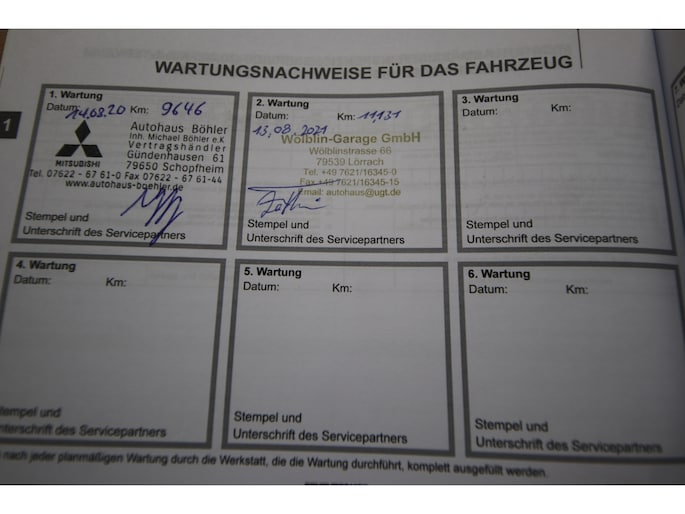 WARTUNGSNACHWEISE FÜR DAS FAHRZEUG
1
1. Wartung
Datum: 14.08.20 Km: 9646
MITSUBISHI
Autohaus Böhler
Inh. Michael Böhler e.K
Vertragshändler
Gündenhausen 61
79650 Schopfheim
Tel. 07622 - 67 61-0 Fax 07622 - 67 61-44
www.autohaus-boehler.de
Stempel und
Unterschrift des Servicepartners
2. Wartung
Datum: Km: 11131
13.08.2021
Wölblin-Garage GmbH
Wölblinstrasse 66
79539 Lörrach
Tel. +49 7621/16345-0
Fax +49 7621/16345-15
Email: autohaus@ugt.de
Stempel und
Unterschrift des Servicepartners
3. Wartung
Datum: Km:
Stempel und
Unterschrift des Servicepartners
4. Wartung
Datum: Km:
Stempel und
Unterschrift des Servicepartners
5. Wartung
Datum: Km:
Stempel und
Unterschrift des Servicepartners
6. Wartung
Datum: Km:
Stempel und
Unterschrift des Servicepartners
nach jeder planmäßigen Wartung durch die Werkstatt, die die Wartung durchführt, komplett ausgefüllt werden.